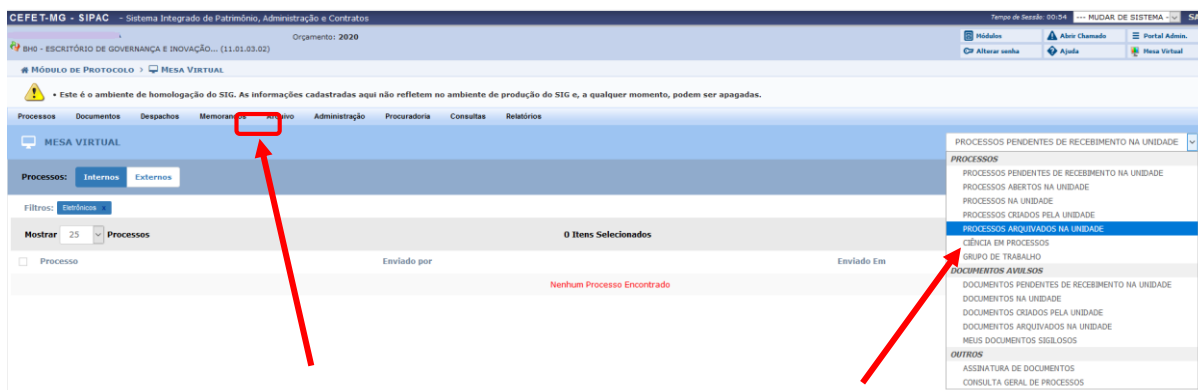 CEFET-MG - SIPAC - Sistema Integrado de Patrimônio, Administração e Contratos
Tempo de Sessão: 00:54 --- MUDAR DE SISTEMA - SA
Orçamento: 2020
BH0 - ESCRITÓRIO DE GOVERNANÇA E INOVAÇÃO... (11.01.03.02)
Módulos Abrir Chamado Portal Admin.
Alterar senha Ajuda Mesa Virtual
MÓDULO DE PROTOCOLO > MESA VIRTUAL
• Este é o ambiente de homologação do SIG. As informações cadastradas aqui não refletem no ambiente de produção do SIG e, a qualquer momento, podem ser apagadas.
Processos Documentos Despachos Memorandos Arquivo Administração Procuradoria Consultas Relatórios
MESA VIRTUAL
PROCESSOS PENDENTES DE RECEBIMENTO NA UNIDADE
Processos: Internos Externos
Filtros: Eletrônicos x
Mostrar 25 Processos
0 Itens Selecionados
Processo Enviado por Enviado Em
Nenhum Processo Encontrado
PROCESSOS
PROCESSOS PENDENTES DE RECEBIMENTO NA UNIDADE
PROCESSOS ABERTOS NA UNIDADE
PROCESSOS NA UNIDADE
PROCESSOS CRIADOS PELA UNIDADE
PROCESSOS ARQUIVADOS NA UNIDADE
CIÊNCIA EM PROCESSOS
GRUPO DE TRABALHO
DOCUMENTOS AVULSOS
DOCUMENTOS PENDENTES DE RECEBIMENTO NA UNIDADE
DOCUMENTOS NA UNIDADE
DOCUMENTOS CRIADOS PELA UNIDADE
DOCUMENTOS ARQUIVADOS NA UNIDADE
MEUS DOCUMENTOS SIGILOSOS
OUTROS
ASSINATURA DE DOCUMENTOS
CONSULTA GERAL DE PROCESSOS